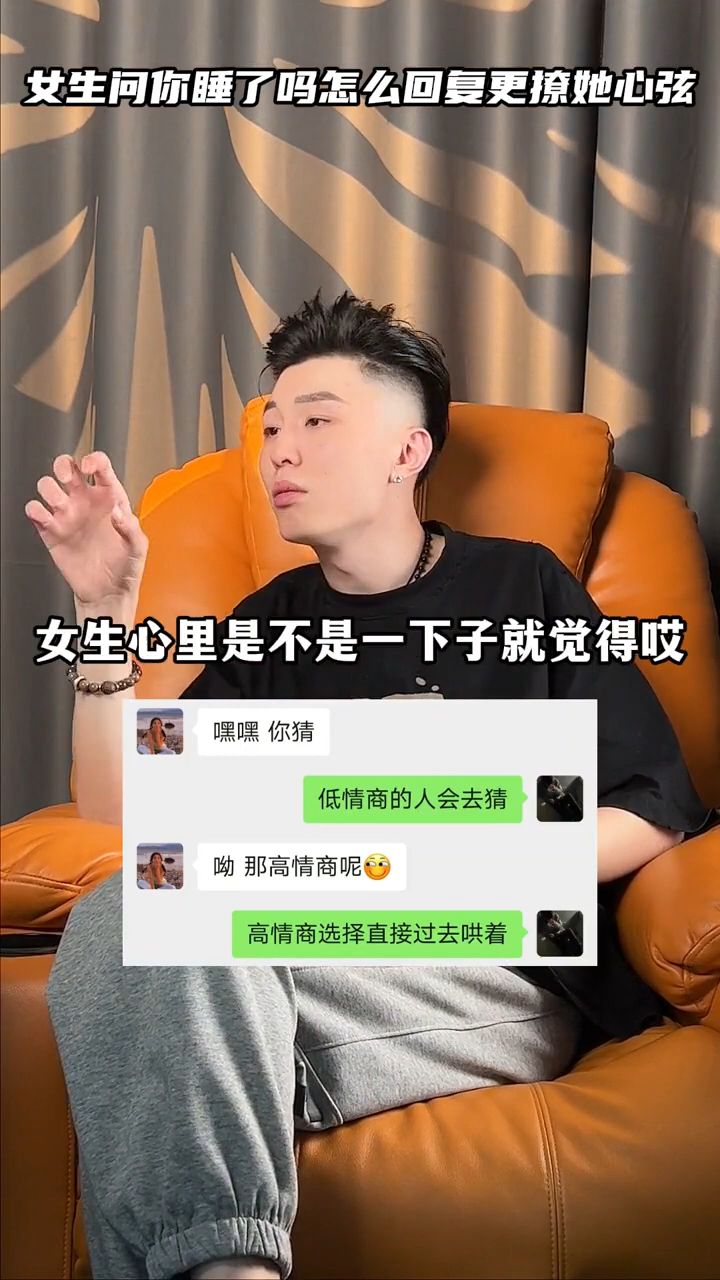 女生问你睡了吗怎么回复更撩她心弦
女生心里是不是一下子就觉得哎
嘿嘿 你猜
低情商的人会去猜
呦 那高情商呢
高情商选择直接过去哄着